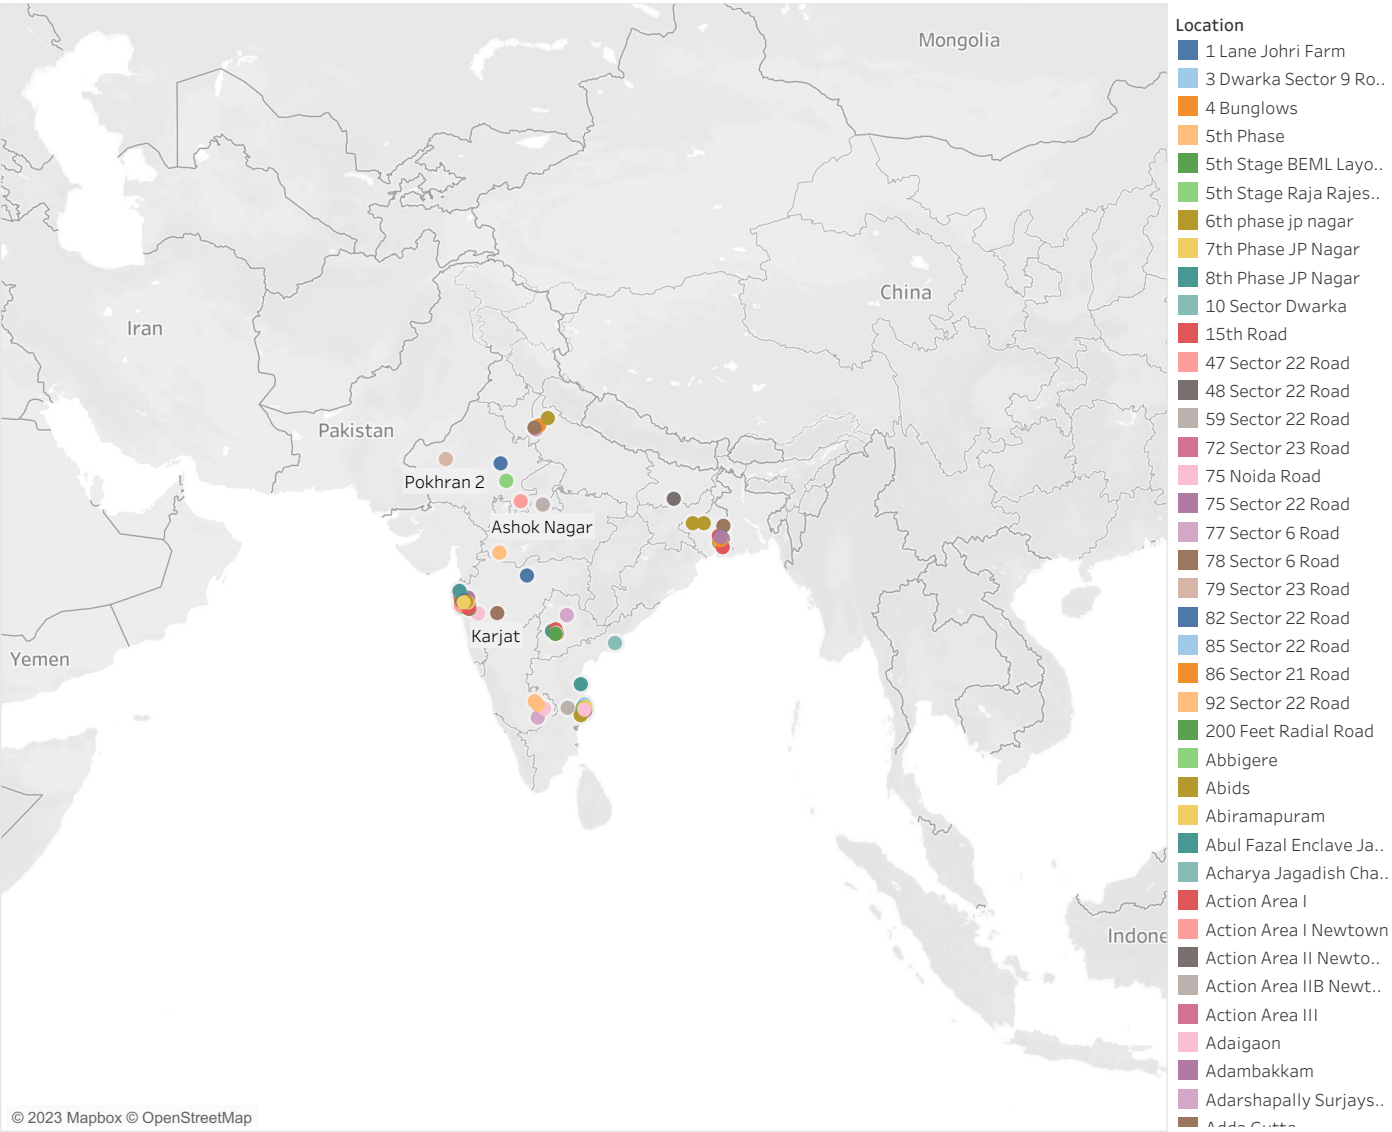 Mongolia
China
Iran
Pakistan
Pokhran 2
Ashok Nagar
Karjat
Yemen
Indone
© 2023 Mapbox © OpenStreetMap
Location
1 Lane Johri Farm
3 Dwarka Sector 9 Ro..
4 Bunglows
5th Phase
5th Stage BEML Layo..
5th Stage Raja Rajes..
6th phase jp nagar
7th Phase JP Nagar
8th Phase JP Nagar
10 Sector Dwarka
15th Road
47 Sector 22 Road
48 Sector 22 Road
59 Sector 22 Road
72 Sector 23 Road
75 Noida Road
75 Sector 22 Road
77 Sector 6 Road
78 Sector 6 Road
79 Sector 23 Road
82 Sector 22 Road
85 Sector 22 Road
86 Sector 21 Road
92 Sector 22 Road
200 Feet Radial Road
Abbigere
Abids
Abiramapuram
Abul Fazal Enclave Ja..
Acharya Jagadish Cha..
Action Area I
Action Area I Newtown
Action Area II Newto..
Action Area IIB Newt..
Action Area III
Adaigaon
Adambakkam
Adarshapally Surjays..